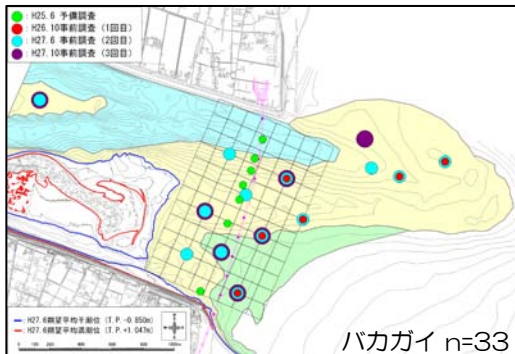 ：H25.6 予備調査
：H26.10事前調査(1回目)
：H27.6 事前調査(2回目)
：H27.10事前調査(3回目)
：H27.6朔望平均干潮位(T.P.-0.850m)
：H27.6朔望平均満潮位(T.P.+1.047m)
バカガイ n=33